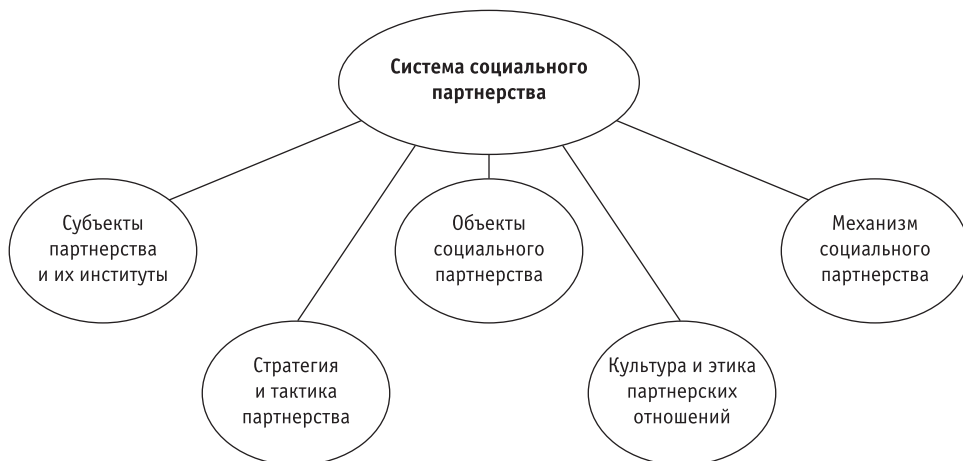 Система социального
партнерства
Субъекты
партнерства
и их институты
Объекты
социального
партнерства
Механизм
социального
партнерства
Стратегия
и тактика
партнерства
Культура и этика
партнерских
отношений